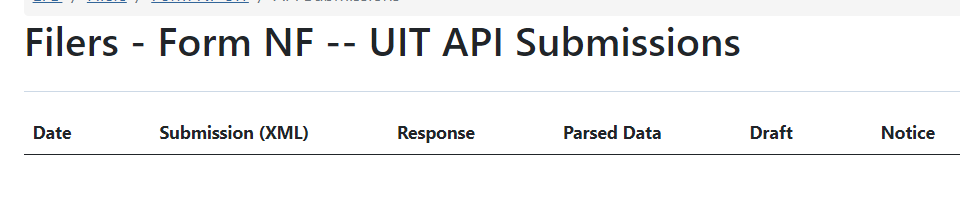 Filers - Form NF -- UIT API Submissions
Date Submission (XML) Response Parsed Data Draft Notice